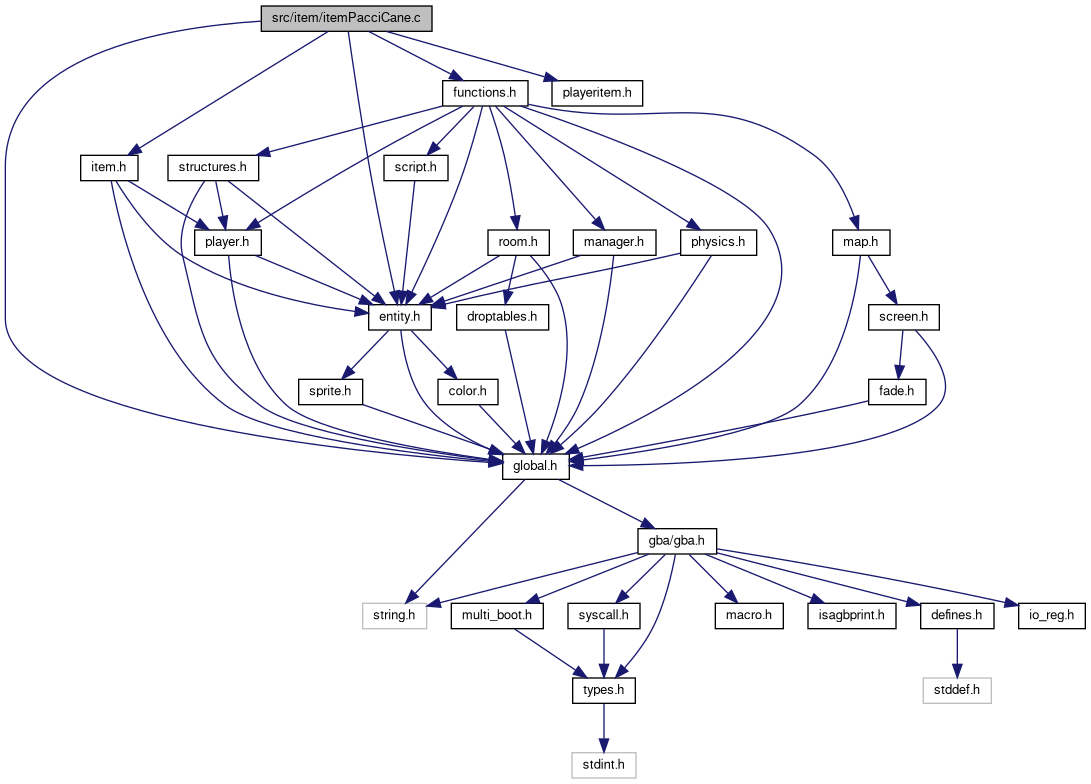 src/item/itemPacciCane.c
functions.h
playeritem.h
item.h
structures.h
script.h
player.h
room.h
manager.h
physics.h
map.h
entity.h
droptables.h
screen.h
sprite.h
color.h
fade.h
global.h
gba/gba.h
string.h
multi_boot.h
syscall.h
macro.h
isagbprint.h
defines.h
io_reg.h
types.h
stddef.h
stdint.h